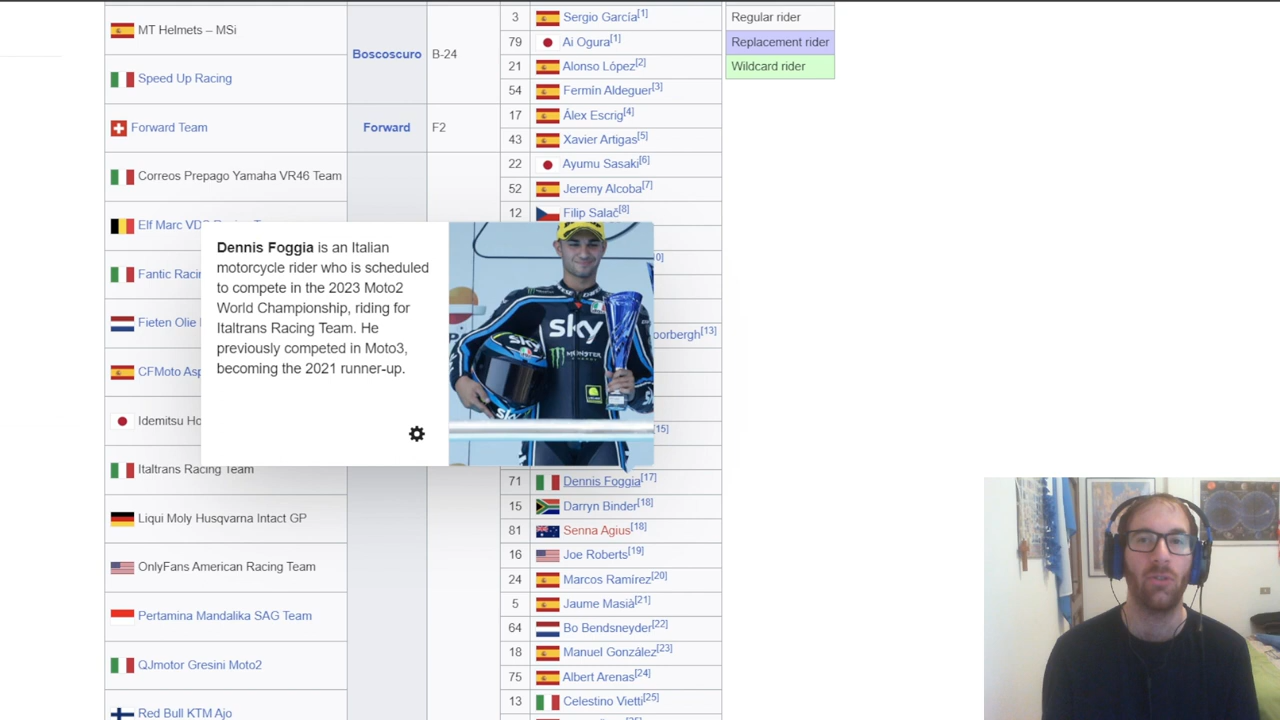 3 Sergio García[1] Regular rider
MT Helmets – MSi
79 Ai Ogura[1] Replacement rider
Boscoscuro B-24
21 Alonso López[2] Wildcard rider
Speed Up Racing
54 Fermín Aldeguer[3]
17 Álex Escrig[4]
Forward Team Forward F2
43 Xavier Artigas[5]
22 Ayumu Sasaki[6]
Correos Prepago Yamaha VR46 Team
52 Jeremy Alcoba[7]
12 Filip Salač[8]
Elf Marc VDS
Dennis Foggia is an Italian
motorcycle rider who is scheduled
to compete in the 2023 Moto2
World Championship, riding for
Italtrans Racing Team. He
previously competed in Moto3,
becoming the 2021 runner-up.
sky
MONSTER
sky
0]
Fantic Racin
Fieten Olie
oorbergh[13]
CFMoto Asp
Idemitsu Ho
15]
Italtrans Racing Team
71 Dennis Foggia[17]
15 Darryn Binder[18]
Liqui Moly Husqvarna Intact GP
81 Senna Agius[18]
16 Joe Roberts[19]
OnlyFans American Racing Team
24 Marcos Ramírez[20]
5 Jaume Masià[21]
Pertamina Mandalika SAG Team
64 Bo Bendsneyder[22]
18 Manuel González[23]
QJmotor Gresini Moto2
75 Albert Arenas[24]
13 Celestino Vietti[25]
Red Bull KTM Ajo